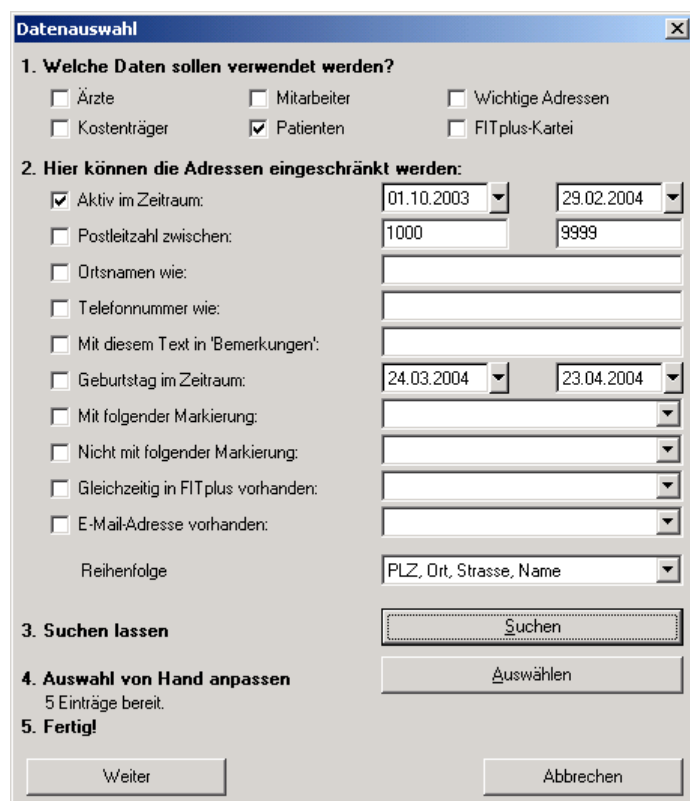 Datenauswahl
1. Welche Daten sollen verwendet werden?
Ärzte Mitarbeiter Wichtige Adressen
Kostenträger Patienten FITplus-Kartei
2. Hier können die Adressen eingeschränkt werden:
Aktiv im Zeitraum: 01.10.2003 29.02.2004
Postleitzahl zwischen: 1000 9999
Ortsnamen wie:
Telefonnummer wie:
Mit diesem Text in 'Bemerkungen':
Geburtstag im Zeitraum: 24.03.2004 23.04.2004
Mit folgender Markierung:
Nicht mit folgender Markierung:
Gleichzeitig in FITplus vorhanden:
E-Mail-Adresse vorhanden:
Reihenfolge PLZ, Ort, Strasse, Name
3. Suchen lassen Suchen
4. Auswahl von Hand anpassen Auswählen
5 Einträge bereit.
5. Fertig!
Weiter Abbrechen